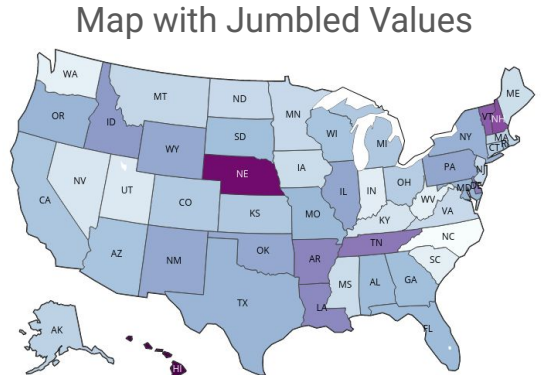 Map with Jumbled Values
WA
MT
ND
MN
ME
OR
ID
SD
WI
MI
NY
VT
NH
MA
CT
RI
WY
NE
IA
PA
NJ
NV
UT
CO
KS
MO
IL
IN
OH
WV
VA
MD
DE
CA
KY
AZ
NM
OK
AR
TN
NC
SC
TX
LA
MS
AL
GA
FL
AK
HI